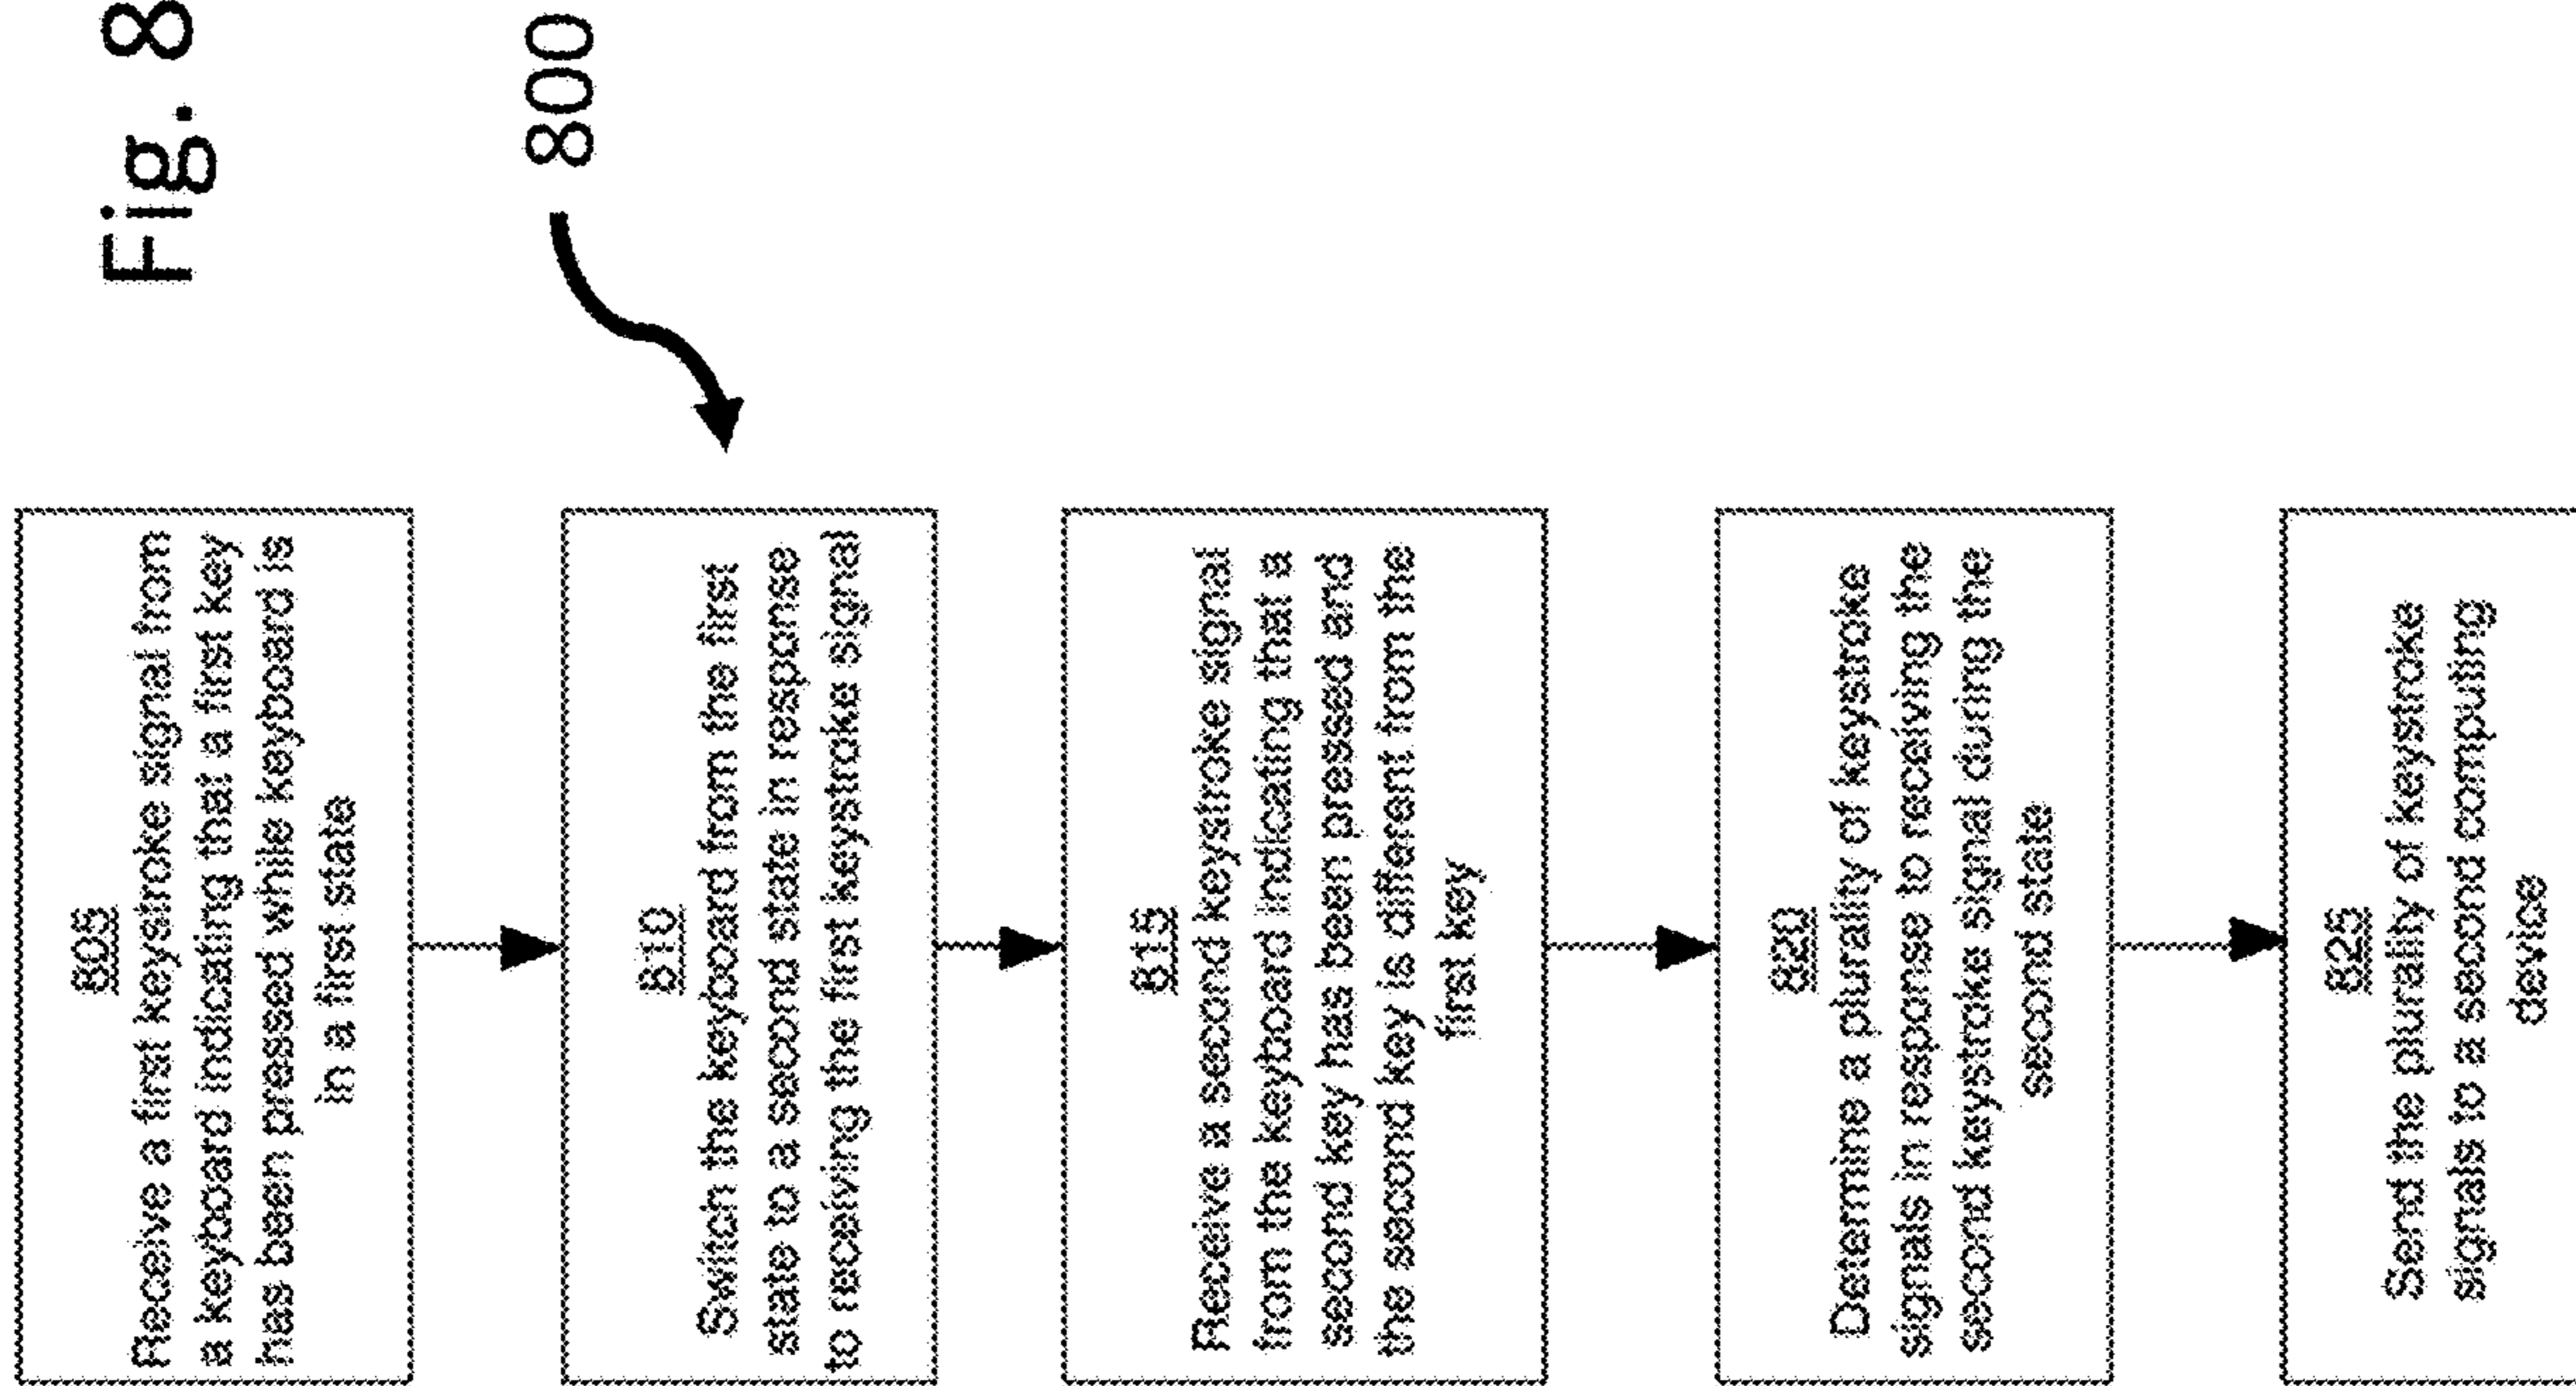 Fig. 8
800
805
Receive a first keystroke signal from
a keyboard indicating that a first key
has been pressed while keyboard is
in a first state
810
Switch the keyboard from the first
state to a second state in response
to receiving the first keystroke signal
815
Receive a second keystroke signal
from the keyboard indicating that a
second key has been pressed and
the second key is different from the
first key
820
Determine a plurality of keystroke
signals in response to receiving the
second keystroke signal during the
second state
825
Send the plurality of keystroke
signals to a second computing
device